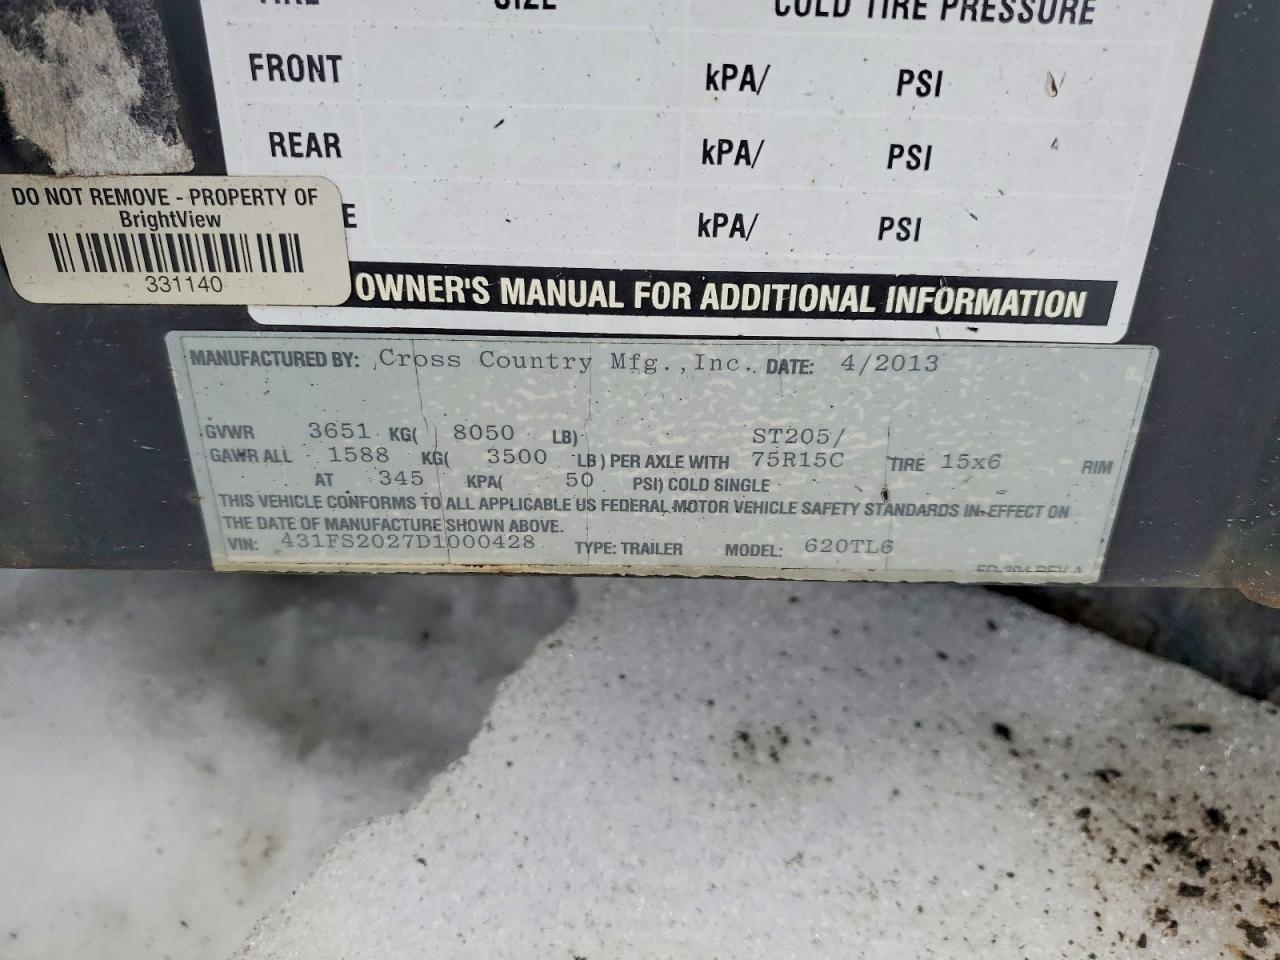 TIRE SIZE COLD TIRE PRESSURE
FRONT kPA/ PSI
REAR kPA/ PSI
E kPA/ PSI
OWNER'S MANUAL FOR ADDITIONAL INFORMATION
DO NOT REMOVE - PROPERTY OF
BrightView
331140
MANUFACTURED BY: Cross Country Mfg., Inc. DATE: 4/2013
GVWR 3651 KG( 8050 LB) ST205/
GAWR ALL 1588 KG( 3500 LB) PER AXLE WITH 75R15C TIRE 15x6 RIM
AT 345 KPA( 50 PSI) COLD SINGLE
THIS VEHICLE CONFORMS TO ALL APPLICABLE US FEDERAL MOTOR VEHICLE SAFETY STANDARDS IN EFFECT ON
THE DATE OF MANUFACTURE SHOWN ABOVE.
VIN: 431FS2027D1000428 TYPE: TRAILER MODEL: 620TL6